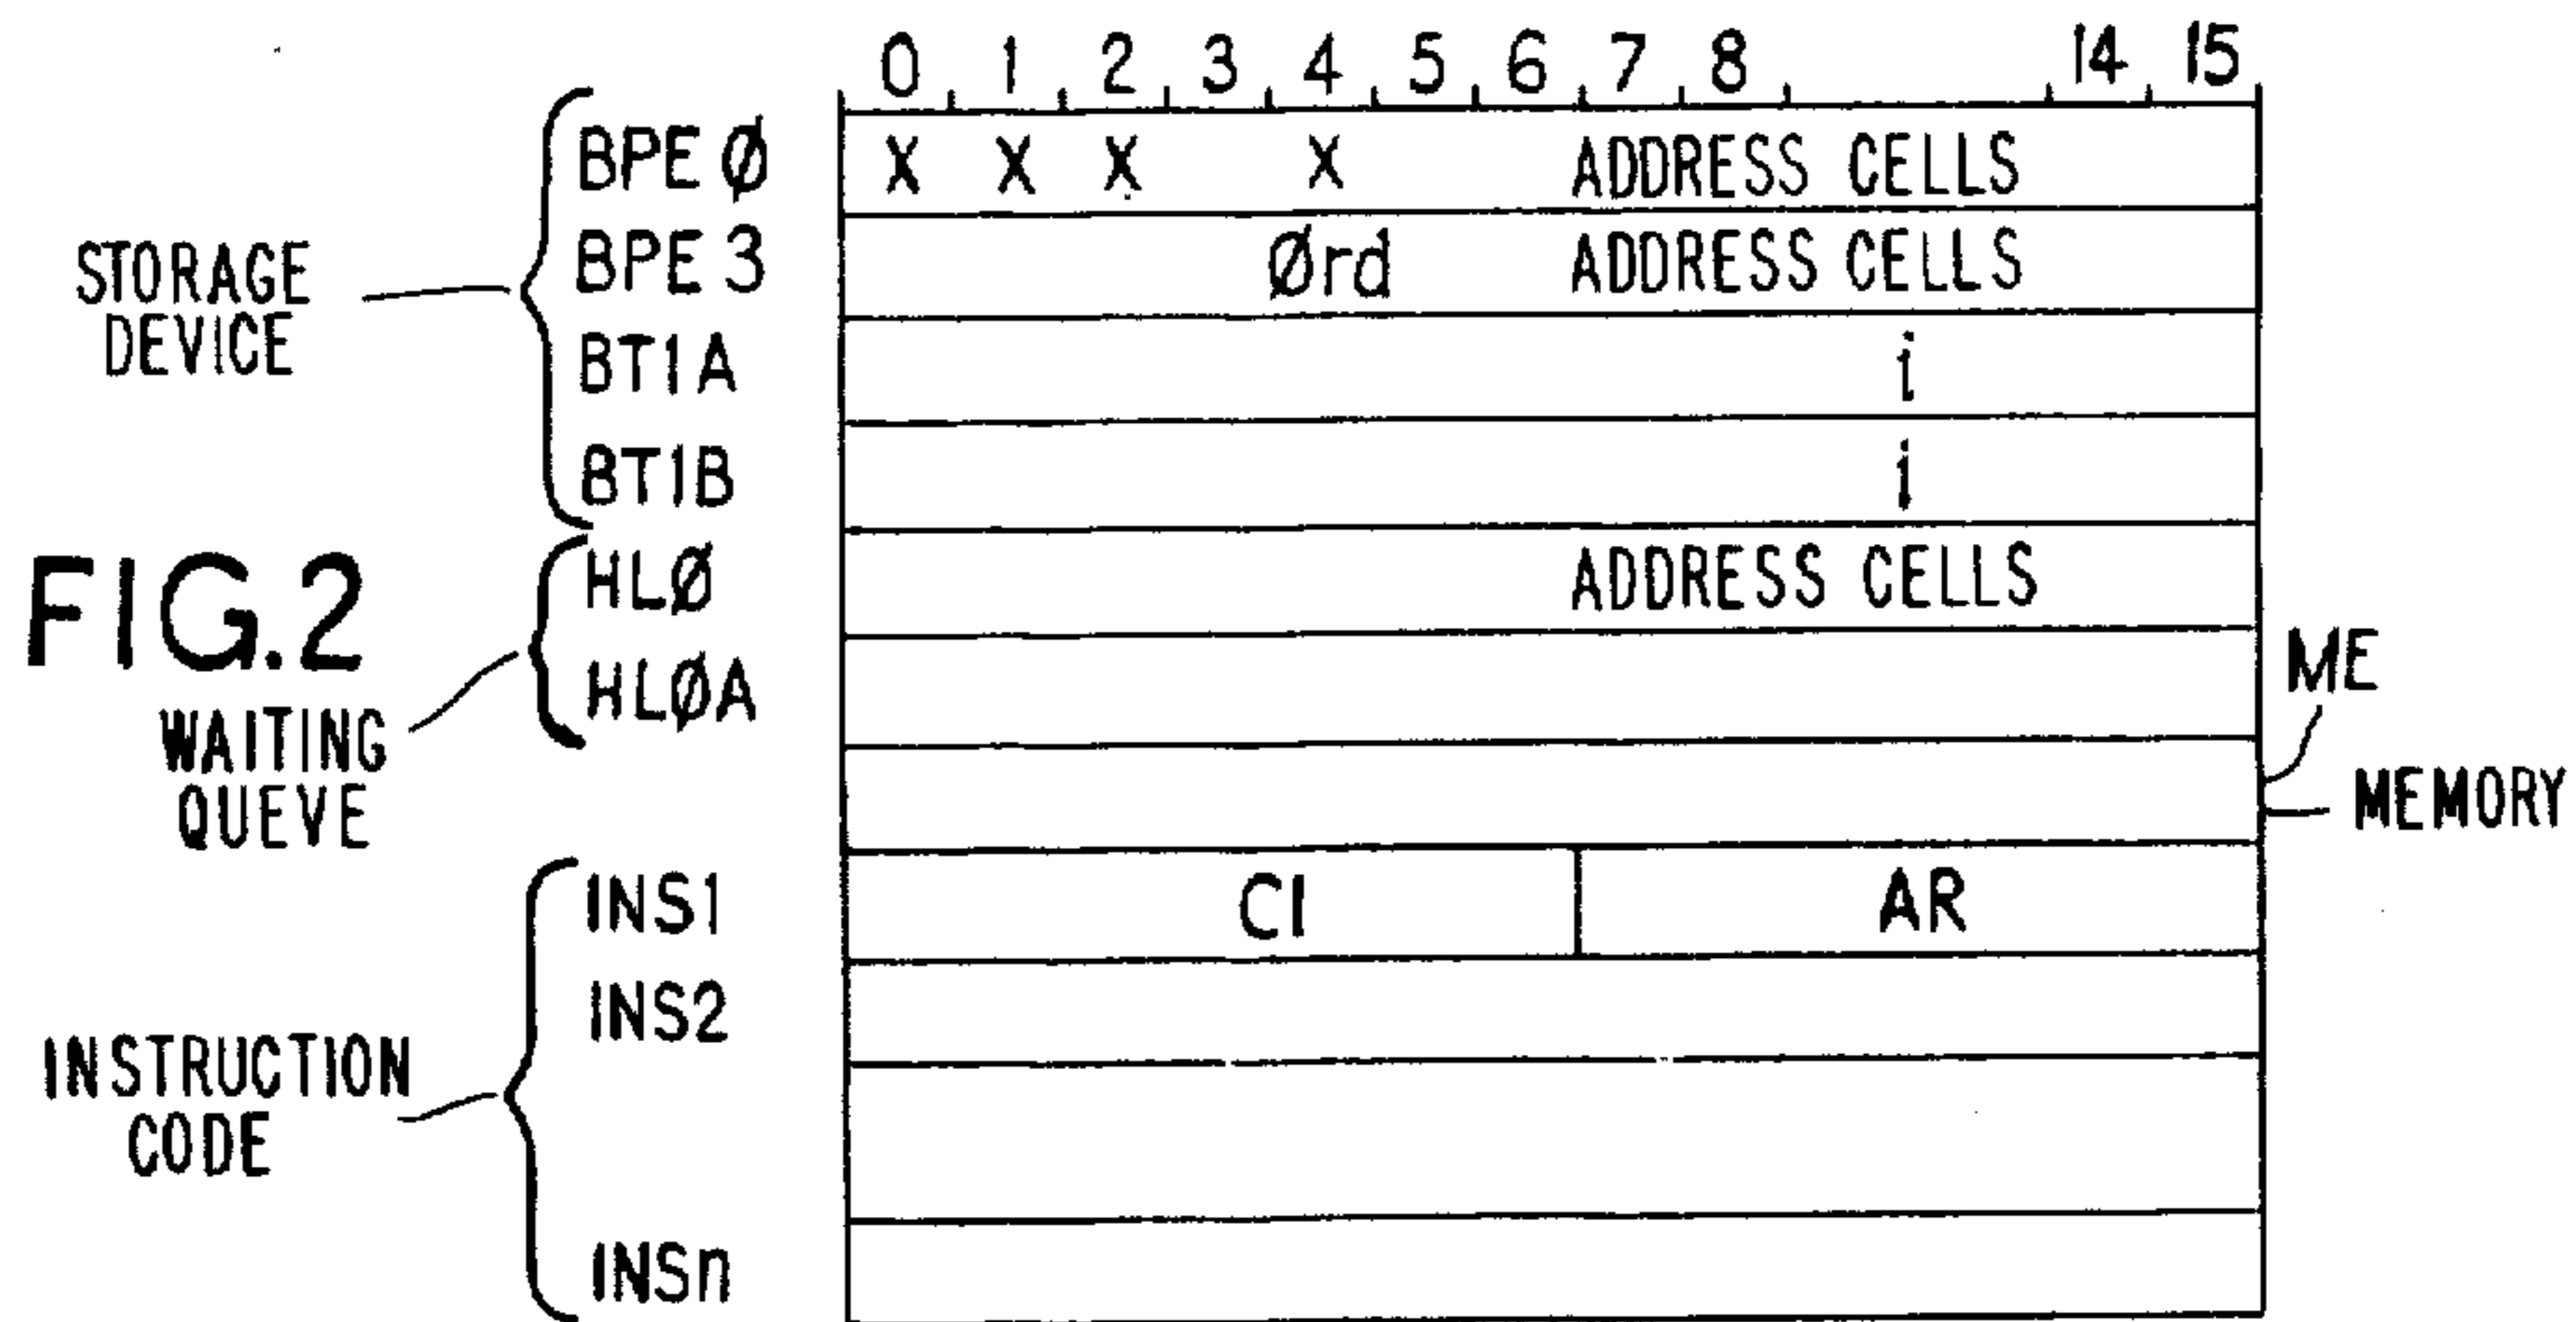 0 1 2 3 4 5 6 7 8 14 15
BPE Ø X X X X ADDRESS CELLS
BPE 3 Ørd ADDRESS CELLS
STORAGE
DEVICE
BT1A i
BT1B i
FIG.2
HLØ ADDRESS CELLS
HLØA
ME
WAITING
QUEVE
MEMORY
INS1 CI AR
INS2
INSTRUCTION
CODE
INSn